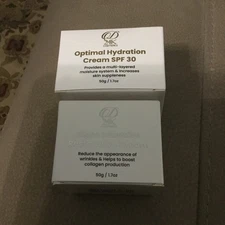 Optimal Hydration
Cream SPF 30
Provides a multi-layered
moisture system & increases
skin suppleness
50g / 1.7oz
Reduce the appearance of
wrinkles & helps to boost
collagen production
50g / 1.7oz